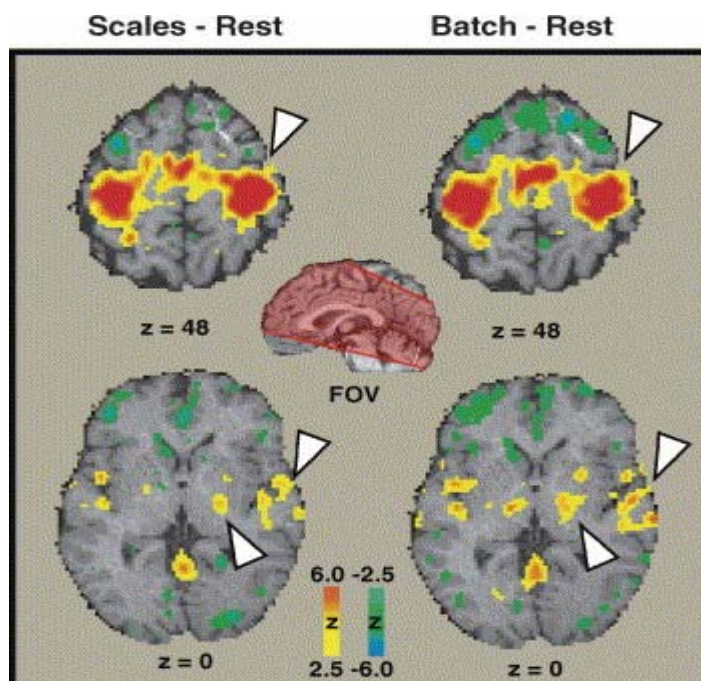 Scales - Rest Batch - Rest
z = 48 z = 48
FOV
6.0 -2.5
z z
2.5 -6.0
z = 0 z = 0